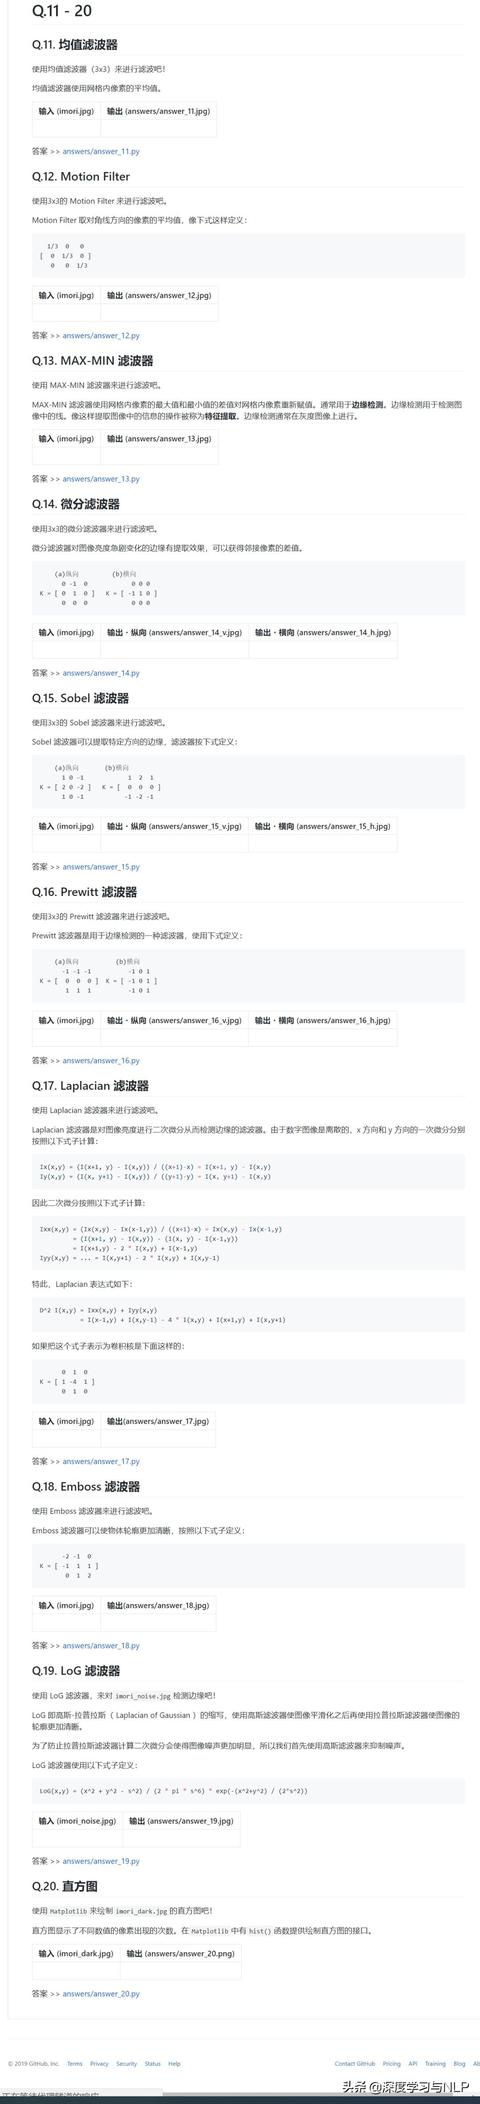 Q.11 - 20
Q.11. 均值滤波器
使用均值滤波器（3x3）来进行滤波吧！
均值滤波器使用网格内像素的平均值。
输入 (imori.jpg) 输出 (answers/answer_11.jpg)
答案 >> answers/answer_11.py
Q.12. Motion Filter
使用3x3的 Motion Filter 来进行滤波吧。
Motion Filter 取对角线方向的像素的平均值，像下式这样定义：
1/3 0 0
[ 0 1/3 0 ]
0 0 1/3
输入 (imori.jpg) 输出 (answers/answer_12.jpg)
答案 >> answers/answer_12.py
Q.13. MAX-MIN 滤波器
使用 MAX-MIN 滤波器来进行滤波吧。
MAX-MIN 滤波器使用网格内像素的最大值和最小值的差值对网格内像素重新赋值。通常用于边缘检测。边缘检测用于检测图
像中的线。像这样提取图像中的信息的操作被称为特征提取。边缘检测通常在灰度图像上进行。
输入 (imori.jpg) 输出 (answers/answer_13.jpg)
答案 >> answers/answer_13.py
Q.14. 微分滤波器
使用3x3的微分滤波器来进行滤波吧。
微分滤波器对图像亮度急剧变化的边缘有提取效果，可以获得邻接像素的差值。
(a)纵向 (b)横向
0 -1 0 0 0 0
K = [ 0 1 0 ] K = [ -1 1 0 ]
0 0 0 0 0 0
输入 (imori.jpg) 输出・纵向 (answers/answer_14_v.jpg) 输出・横向 (answers/answer_14_h.jpg)
答案 >> answers/answer_14.py
Q.15. Sobel 滤波器
使用3x3的 Sobel 滤波器来进行滤波吧。
Sobel 滤波器可以提取特定方向的边缘，滤波器按下式定义：
(a)纵向 (b)横向
1 0 -1 1 2 1
K = [ 2 0 -2 ] K = [ 0 0 0 ]
1 0 -1 -1 -2 -1
输入 (imori.jpg) 输出・纵向 (answers/answer_15_v.jpg) 输出・横向 (answers/answer_15_h.jpg)
答案 >> answers/answer_15.py
Q.16. Prewitt 滤波器
使用3x3的 Prewitt 滤波器来进行滤波吧。
Prewitt 滤波器是用于边缘检测的一种滤波器，使用下式定义：
(a)纵向 (b)横向
-1 -1 -1 -1 0 1
K = [ 0 0 0 ] K = [ -1 0 1 ]
1 1 1 -1 0 1
输入 (imori.jpg) 输出・纵向 (answers/answer_16_v.jpg) 输出・横向 (answers/answer_16_h.jpg)
答案 >> answers/answer_16.py
Q.17. Laplacian 滤波器
使用 Laplacian 滤波器来进行滤波吧。
Laplacian 滤波器是对图像亮度进行二次微分从而检测边缘的滤波器。由于数字图像是离散的，x 方向和 y 方向的一次微分分别
按照以下式子计算：
Ix(x,y) = (I(x+1, y) - I(x,y)) / ((x+1)-x) = I(x+1, y) - I(x,y)
Iy(x,y) = (I(x, y+1) - I(x,y)) / ((y+1)-y) = I(x, y+1) - I(x,y)
因此二次微分按照以下式子计算：
Ixx(x,y) = (Ix(x,y) - Ix(x-1,y)) / ((x+1)-x) = Ix(x,y) - Ix(x-1,y)
= (I(x+1, y) - I(x,y)) - (I(x, y) - I(x-1,y))
= I(x+1,y) - 2 * I(x,y) + I(x-1,y)
Iyy(x,y) = ... = I(x,y+1) - 2 * I(x,y) + I(x,y-1)
特此，Laplacian 表达式如下：
D^2 I(x,y) = Ixx(x,y) + Iyy(x,y)
= I(x-1,y) + I(x,y-1) - 4 * I(x,y) + I(x+1,y) + I(x,y+1)
如果把这个式子表示为卷积核是下面这样的：
0 1 0
K = [ 1 -4 1 ]
0 1 0
输入 (imori.jpg) 输出(answers/answer_17.jpg)
答案 >> answers/answer_17.py
Q.18. Emboss 滤波器
使用 Emboss 滤波器来进行滤波吧。
Emboss 滤波器可以使物体轮廓更加清晰，按照以下式子定义：
-2 -1 0
K = [ -1 1 1 ]
0 1 2
输入 (imori.jpg) 输出(answers/answer_18.jpg)
答案 >> answers/answer_18.py
Q.19. LoG 滤波器
使用 LoG 滤波器，来对 imori_noise.jpg 检测边缘吧！
LoG 即高斯-拉普拉斯（ Laplacian of Gaussian ）的缩写，使用高斯滤波器使图像平滑化之后再使用拉普拉斯滤波器使图像的
轮廓更加清晰。
为了防止拉普拉斯滤波器计算二次微分会使得图像噪声更加明显，所以我们首先使用高斯滤波器来抑制噪声。
LoG 滤波器使用以下式子定义：
LoG(x,y) = (x^2 + y^2 - s^2) / (2 * pi * s^6) * exp(-(x^2+y^2) / (2*s^2))
输入 (imori_noise.jpg) 输出 (answers/answer_19.jpg)
答案 >> answers/answer_19.py
Q.20. 直方图
使用 Matplotlib 来绘制 imori_dark.jpg 的直方图吧！
直方图显示了不同数值的像素出现的次数。在 Matplotlib 中有 hist() 函数提供绘制直方图的接口。
输入 (imori_dark.jpg) 输出 (answers/answer_20.png)
答案 >> answers/answer_20.py
© 2019 GitHub, Inc. Terms Privacy Security Status Help Contact GitHub Pricing API Training Blog Ab
头条 @深度学习与NLP